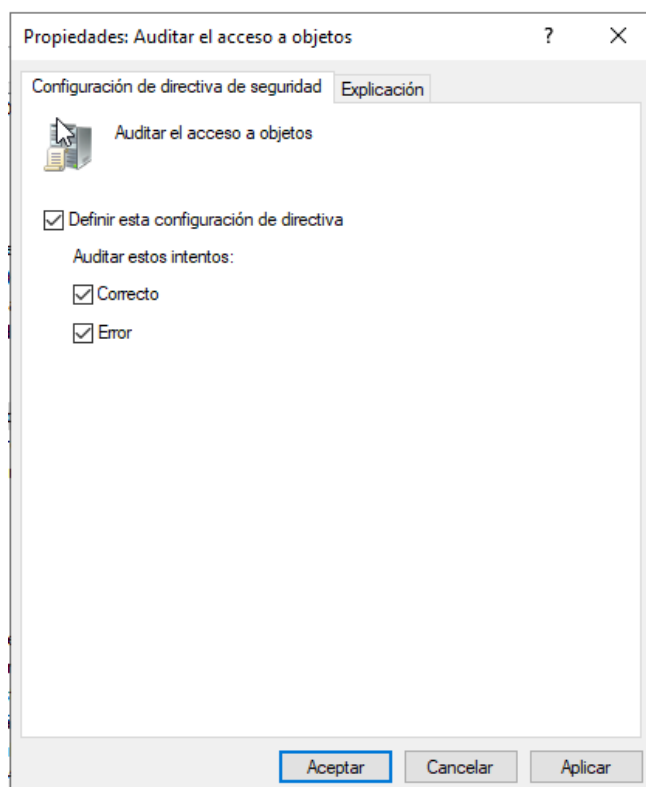 Propiedades: Auditar el acceso a objetos ?
Configuración de directiva de seguridad Explicación
Auditar el acceso a objetos
Definir esta configuración de directiva
Auditar estos intentos:
Correcto
Error
Aceptar Cancelar Aplicar